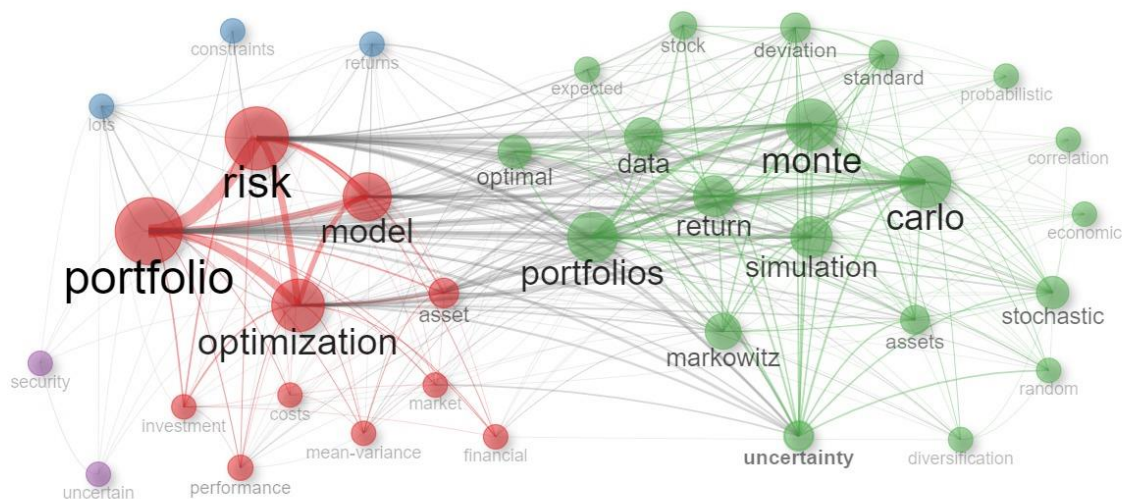 stock
deviation
constraints
returns
standard
expected
probabilistic
lots
optimal
data
monte
correlation
risk
model
return
carlo
economic
portfolio
portfolios
simulation
optimization
asset
markowitz
assets
stochastic
security
investment
costs
market
random
mean-variance
financial
uncertainty
diversification
uncertain
performance